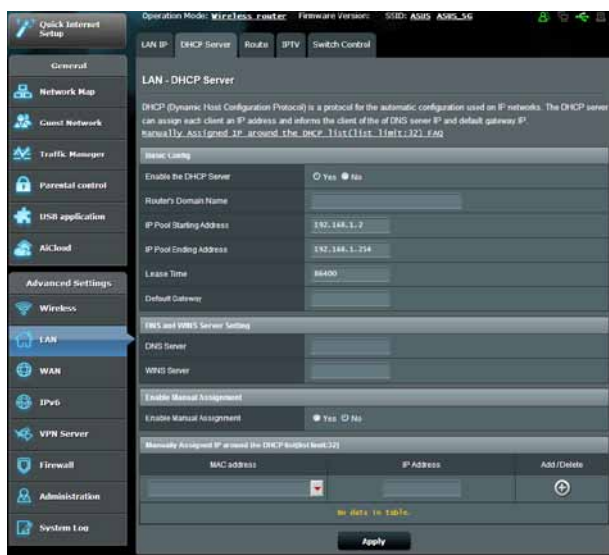 Operation Mode: Wireless router Firmware Version: SSID: ASUS ASUS_5G
Quick Internet
Setup
LAN IP DHCP Server Route IPTV Switch Control
General
Network Map
Guest Network
Traffic Manager
Parental control
USB application
AiCloud
Advanced Settings
Wireless
LAN
WAN
IPv6
VPN Server
Firewall
Administration
System Log
LAN - DHCP Server
DHCP (Dynamic Host Configuration Protocol) is a protocol for the automatic configuration used on IP networks. The DHCP server
can assign each client an IP address and informs the client of the of DNS server IP and default gateway IP.
Manually Assigned IP around the DHCP list(list limit:32) FAQ
Basic Config
Enable the DHCP Server Yes No
Router's Domain Name
IP Pool Starting Address 192.168.1.2
IP Pool Ending Address 192.168.1.254
Lease Time 86400
Default Gateway
DNS and WINS Server Setting
DNS Server
WINS Server
Enable Manual Assignment
Enable Manual Assignment Yes No
Manually Assigned IP around the DHCP list(list limit:32)
MAC address IP Address Add / Delete
No data in table.
Apply